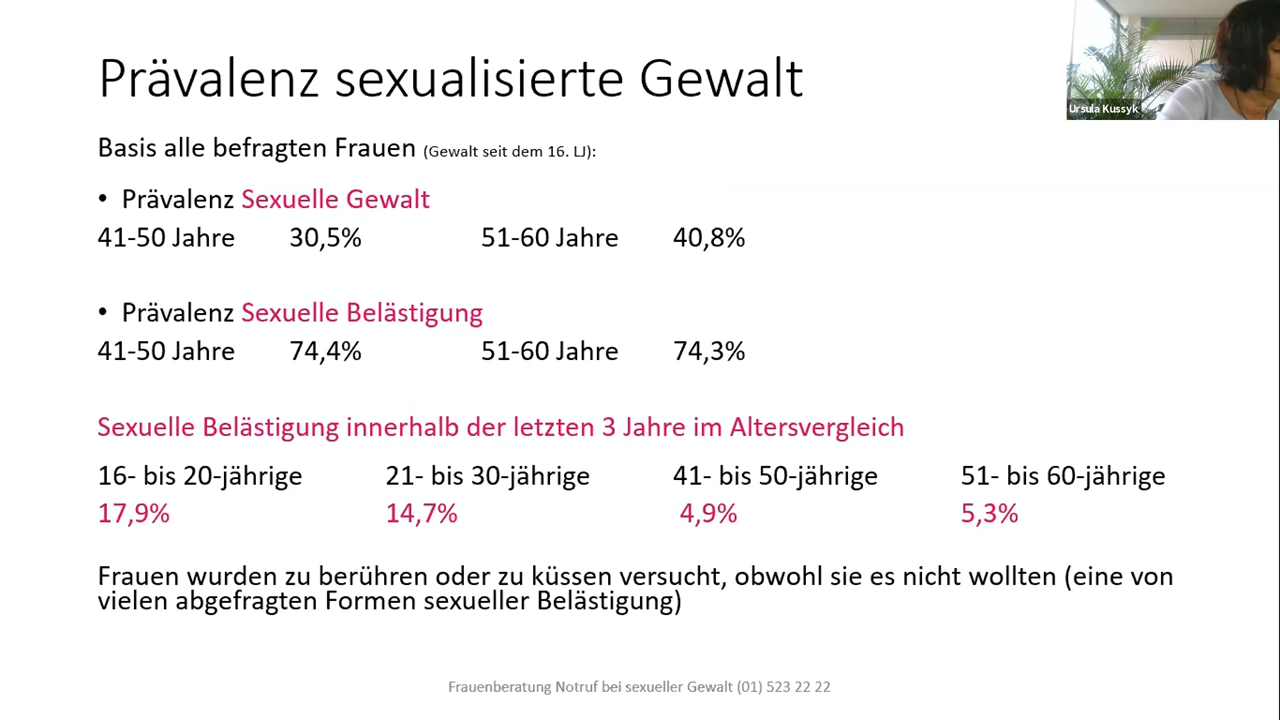 Prävalenz sexualisierte Gewalt
Ursula Kussyk
Basis alle befragten Frauen (Gewalt seit dem 16. LJ):
• Prävalenz Sexuelle Gewalt
41-50 Jahre 30,5% 51-60 Jahre 40,8%
• Prävalenz Sexuelle Belästigung
41-50 Jahre 74,4% 51-60 Jahre 74,3%
Sexuelle Belästigung innerhalb der letzten 3 Jahre im Altersvergleich
16- bis 20-jährige 21- bis 30-jährige 41- bis 50-jährige 51- bis 60-jährige
17,9% 14,7% 4,9% 5,3%
Frauen wurden zu berühren oder zu küssen versucht, obwohl sie es nicht wollten (eine von
vielen abgefragten Formen sexueller Belästigung)
Frauenberatung Notruf bei sexueller Gewalt (01) 523 22 22